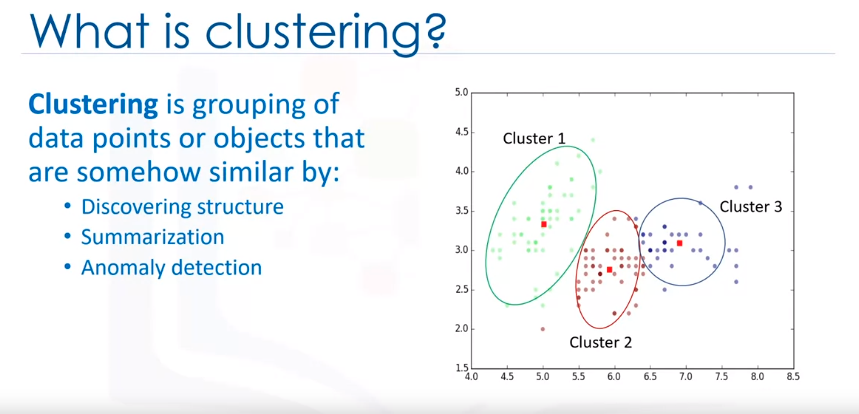 What is clustering?
Clustering is grouping of
data points or objects that
are somehow similar by:
• Discovering structure
• Summarization
• Anomaly detection
5.0
4.5
4.0
3.5
3.0
2.5
2.0
1.5
4.0 4.5 5.0 5.5 6.0 6.5 7.0 7.5 8.0 8.5
Cluster 1
Cluster 3
Cluster 2